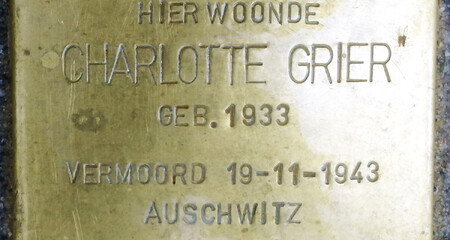 HIER WOONDE
CHARLOTTE GRIER
GEB. 1933
VERMOORD 19-11-1943
AUSCHWITZ